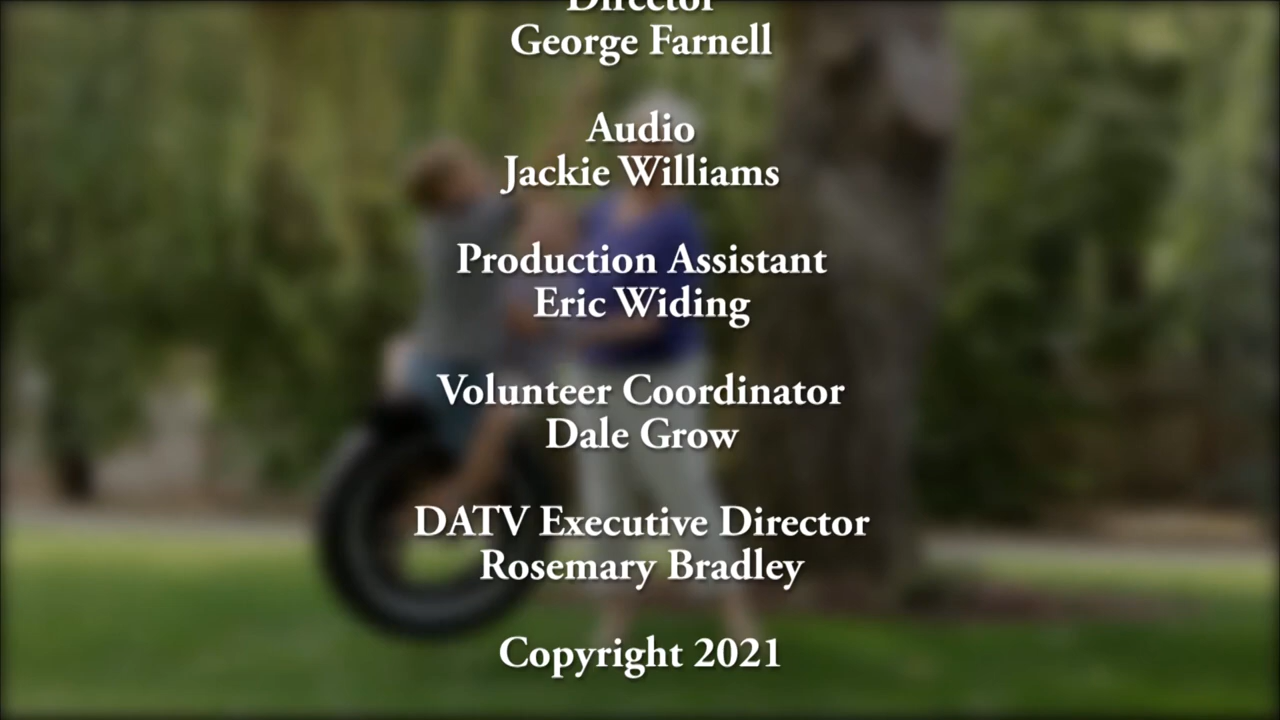 Director
George Farnell
Audio
Jackie Williams
Production Assistant
Eric Widing
Volunteer Coordinator
Dale Grow
DATV Executive Director
Rosemary Bradley
Copyright 2021